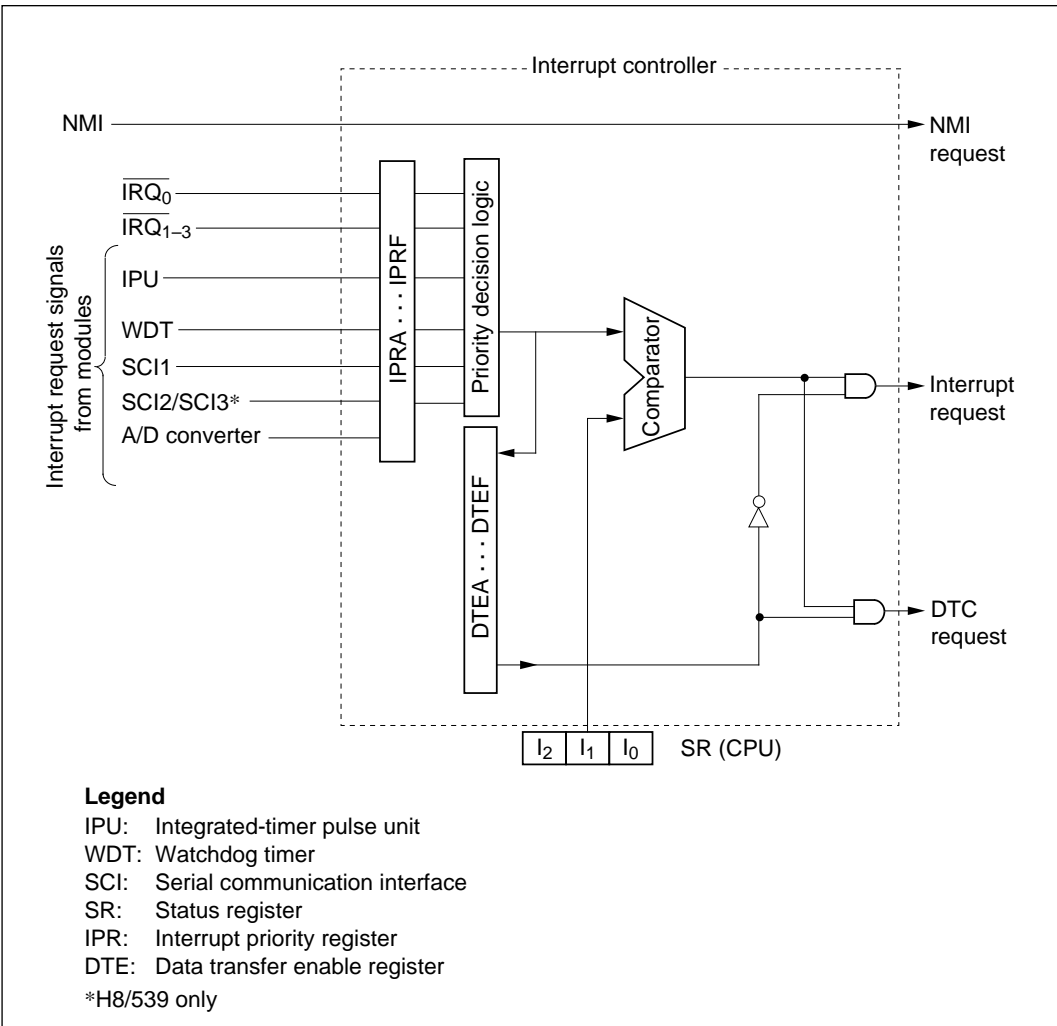 Interrupt controller
NMI
NMI
request
IRQ0
IRQ1–3
IPU
WDT
SCI1
SCI2/SCI3*
A/D converter
Interrupt request signals
from modules
IPRA · · · · IPRF
Priority decision logic
DTEA · · · · DTEF
Comparator
Interrupt
request
DTC
request
I2 I1 I0 SR (CPU)
Legend
IPU: Integrated-timer pulse unit
WDT: Watchdog timer
SCI: Serial communication interface
SR: Status register
IPR: Interrupt priority register
DTE: Data transfer enable register
*H8/539 only